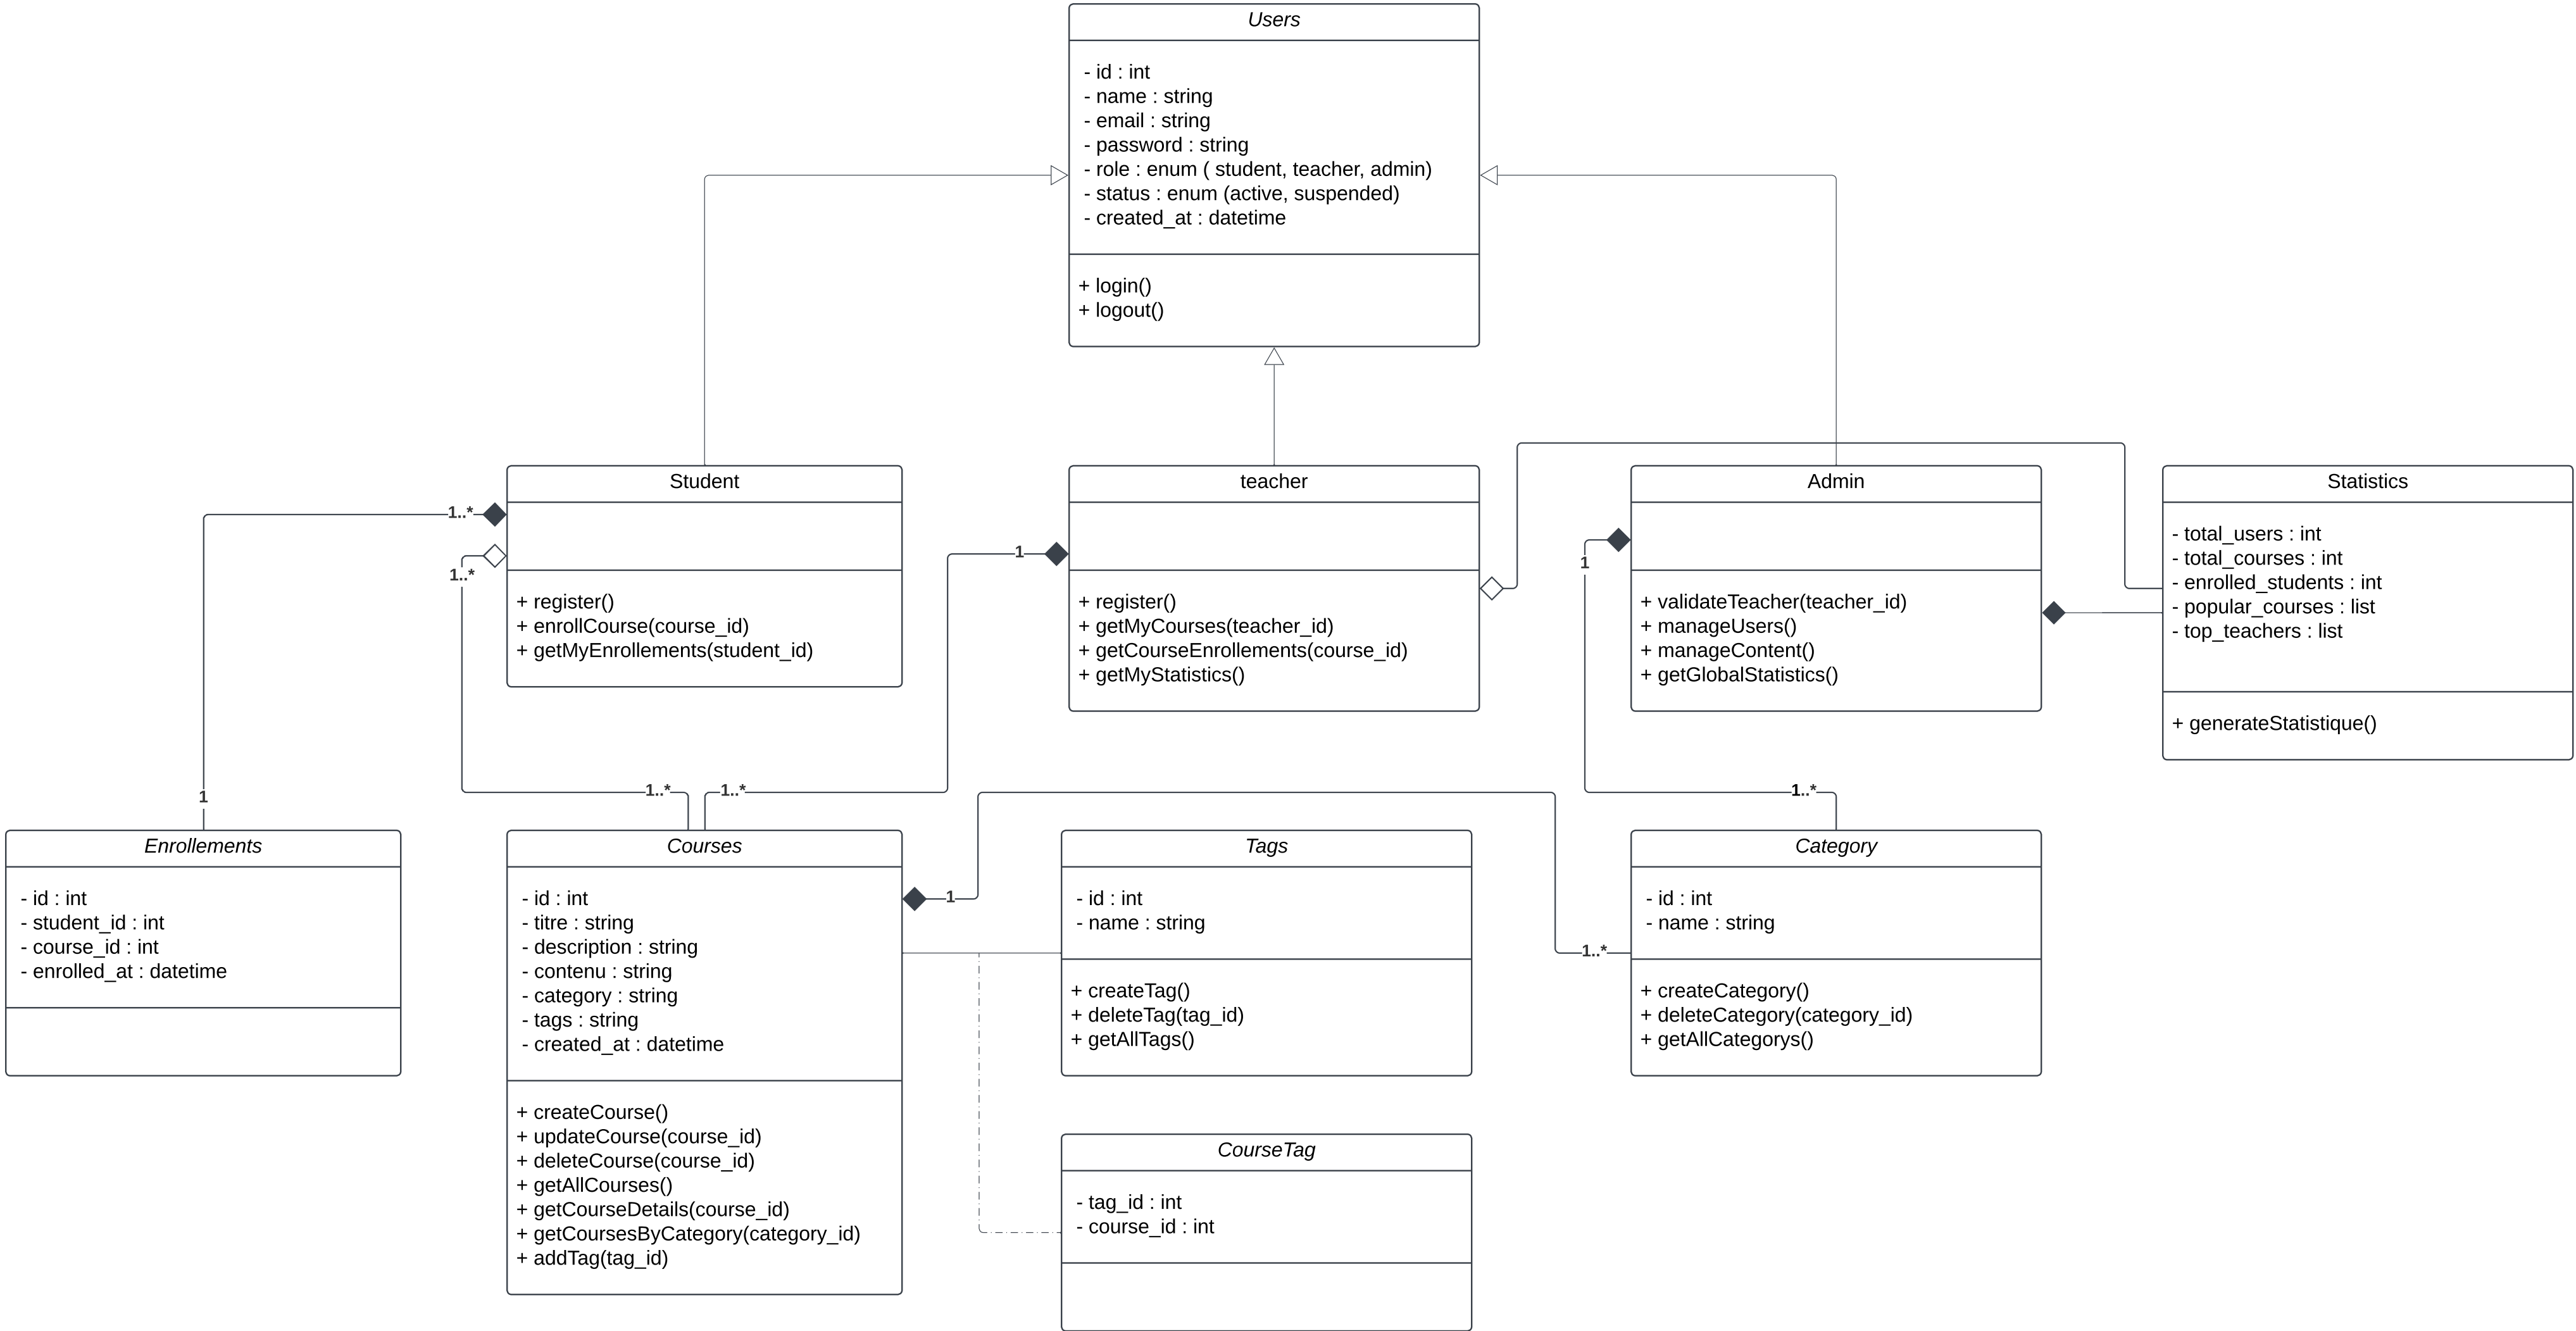 Users
- id : int
- name : string
- email : string
- password : string
- role : enum ( student, teacher, admin)
- status : enum (active, suspended)
- created_at : datetime
+ login()
+ logout()
Student
1..*
1..*
+ register()
+ enrollCourse(course_id)
+ getMyEnrollements(student_id)
teacher
1
+ register()
+ getMyCourses(teacher_id)
+ getCourseEnrollements(course_id)
+ getMyStatistics()
Admin
1
+ validateTeacher(teacher_id)
+ manageUsers()
+ manageContent()
+ getGlobalStatistics()
Statistics
- total_users : int
- total_courses : int
- enrolled_students : int
- popular_courses : list
- top_teachers : list
+ generateStatistique()
1
1..*
1..*
1..*
Enrollements
- id : int
- student_id : int
- course_id : int
- enrolled_at : datetime
Courses
- id : int
- titre : string
- description : string
- contenu : string
- category : string
- tags : string
- created_at : datetime
+ createCourse()
+ updateCourse(course_id)
+ deleteCourse(course_id)
+ getAllCourses()
+ getCourseDetails(course_id)
+ getCoursesByCategory(category_id)
+ addTag(tag_id)
1
Tags
- id : int
- name : string
+ createTag()
+ deleteTag(tag_id)
+ getAllTags()
1..*
Category
- id : int
- name : string
+ createCategory()
+ deleteCategory(category_id)
+ getAllCategorys()
CourseTag
- tag_id : int
- course_id : int